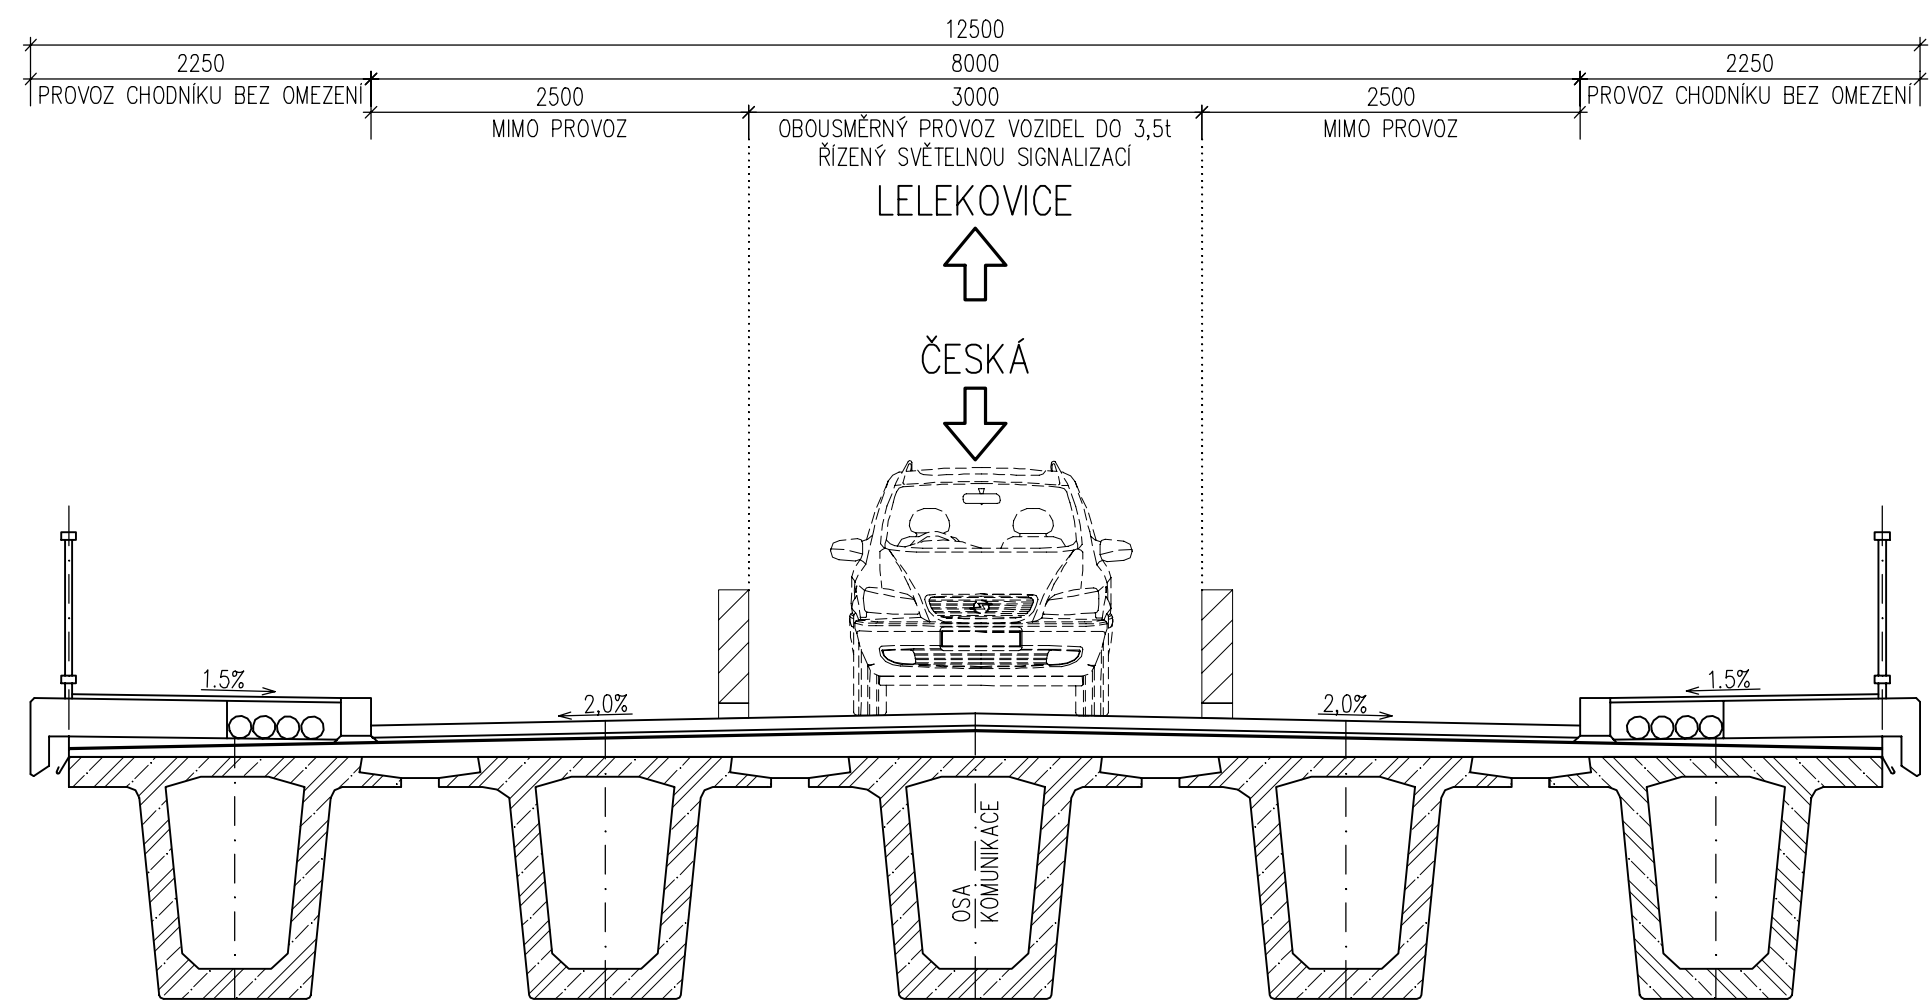 12500
2250 8000 2250
PROVOZ CHODNÍKU BEZ OMEZENÍ 2500 3000 2500 PROVOZ CHODNÍKU BEZ OMEZENÍ
MIMO PROVOZ OBOUSMĚRNÝ PROVOZ VOZIDEL DO 3,5t MIMO PROVOZ
ŘÍZENÝ SVĚTELNOU SIGNALIZACÍ
LELEKOVICE
ČESKÁ
1.5% 2,0% 2,0% 1.5%
OSA
KOMUNIKACE